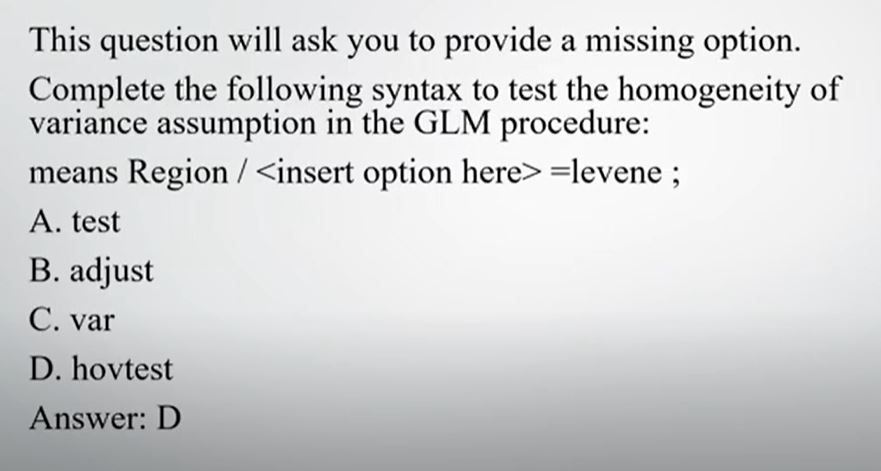 This question will ask you to provide a missing option.
Complete the following syntax to test the homogeneity of
variance assumption in the GLM procedure:
means Region / <insert option here> =levene ;
A. test
B. adjust
C. var
D. hovtest
Answer: D